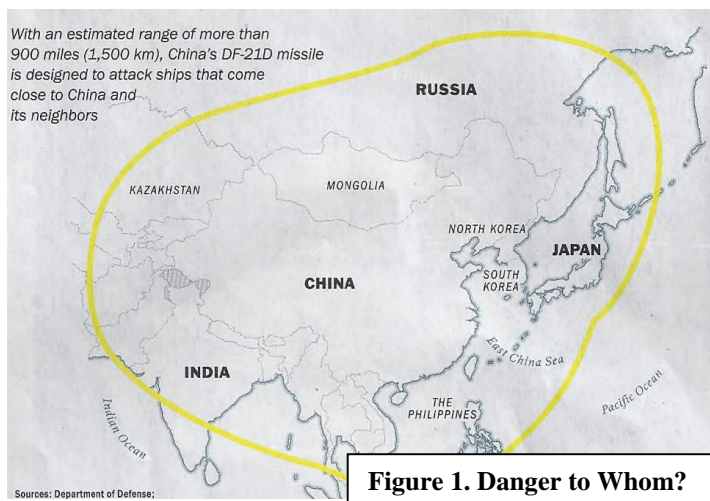 With an estimated range of more than
900 miles (1,500 km), China's DF-21D missile
is designed to attack ships that come
close to China and
its neighbors
RUSSIA
KAZAKHSTAN
MONGOLIA
NORTH KOREA
JAPAN
CHINA
SOUTH
KOREA
East China Sea
INDIA
THE
PHILIPPINES
Pacific Ocean
Indian Ocean
Sources: Department of Defense;
Figure 1. Danger to Whom?